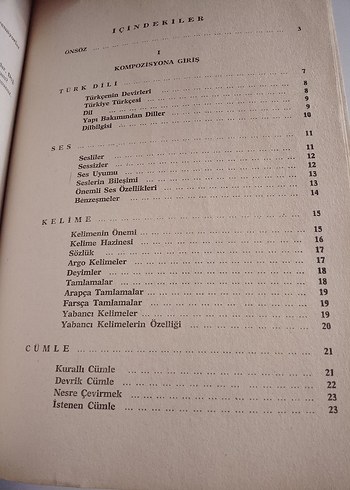 İÇİNDEKİLER
ÖNSÖZ ... ... ... ... ... ... ... ... ... ... ... 3
I
KOMPOZİSYONA GİRİŞ
TÜRK DİLİ ... ... ... ... ... ... ... ... ... 7
Türkçenin Devirleri ... ... ... ... ... ... ... 8
Türkiye Türkçesi ... ... ... ... ... ... ... 8
Dil ... ... ... ... ... ... ... ... ... 9
Yapı Bakımından Diller ... ... ... ... ... ... 9
Dilbilgisi ... ... ... ... ... ... ... ... 10
SES ... ... ... ... ... ... ... ... ... ... 11
Sesliler ... ... ... ... ... ... ... ... 11
Sessizler ... ... ... ... ... ... ... ... 12
Ses Uyumu ... ... ... ... ... ... ... ... 12
Seslerin Bileşimi ... ... ... ... ... ... ... 13
Önemli Ses Özellikleri ... ... ... ... ... ... 13
Benzeşmeler ... ... ... ... ... ... ... ... 14
KELİME ... ... ... ... ... ... ... ... ... 15
Kelimenin Önemi ... ... ... ... ... ... ... 15
Kelime Hazinesi ... ... ... ... ... ... ... 16
Sözlük ... ... ... ... ... ... ... ... 17
Argo Kelimeler ... ... ... ... ... ... ... 17
Deyimler ... ... ... ... ... ... ... ... 18
Tamlamalar ... ... ... ... ... ... ... ... 18
Arapça Tamlamalar ... ... ... ... ... ... ... 19
Farsça Tamlamalar ... ... ... ... ... ... ... 19
Yabancı Kelimeler ... ... ... ... ... ... ... 19
Yabancı Kelimelerin Özelliği ... ... ... ... ... 20
CÜMLE ... ... ... ... ... ... ... ... ... 21
Kurallı Cümle ... ... ... ... ... ... ... 21
Devrik Cümle ... ... ... ... ... ... ... 22
Nesre Çevirmek ... ... ... ... ... ... ... 23
İstenen Cümle ... ... ... ... ... ... ... 23